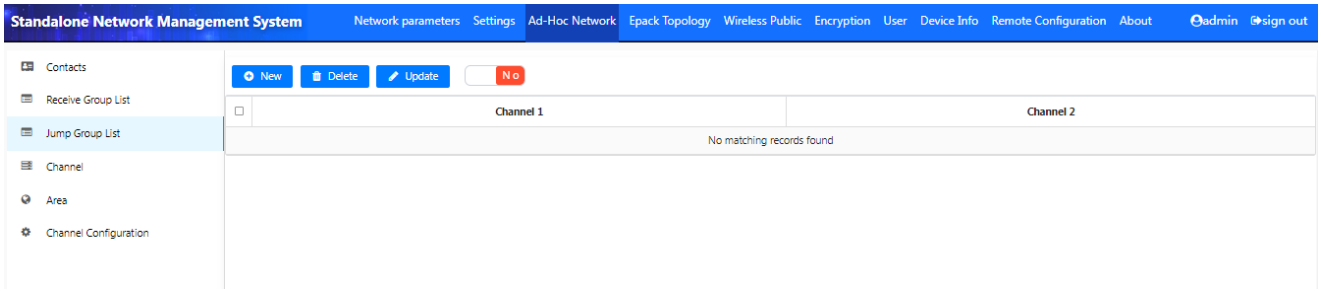 Standalone Network Management System Network parameters Settings Ad-Hoc Network Epack Topology Wireless Public Encryption User Device Info Remote Configuration About admin sign out
Contacts
Receive Group List
Jump Group List
Channel
Area
Channel Configuration
New Delete Update No
Channel 1 Channel 2
No matching records found